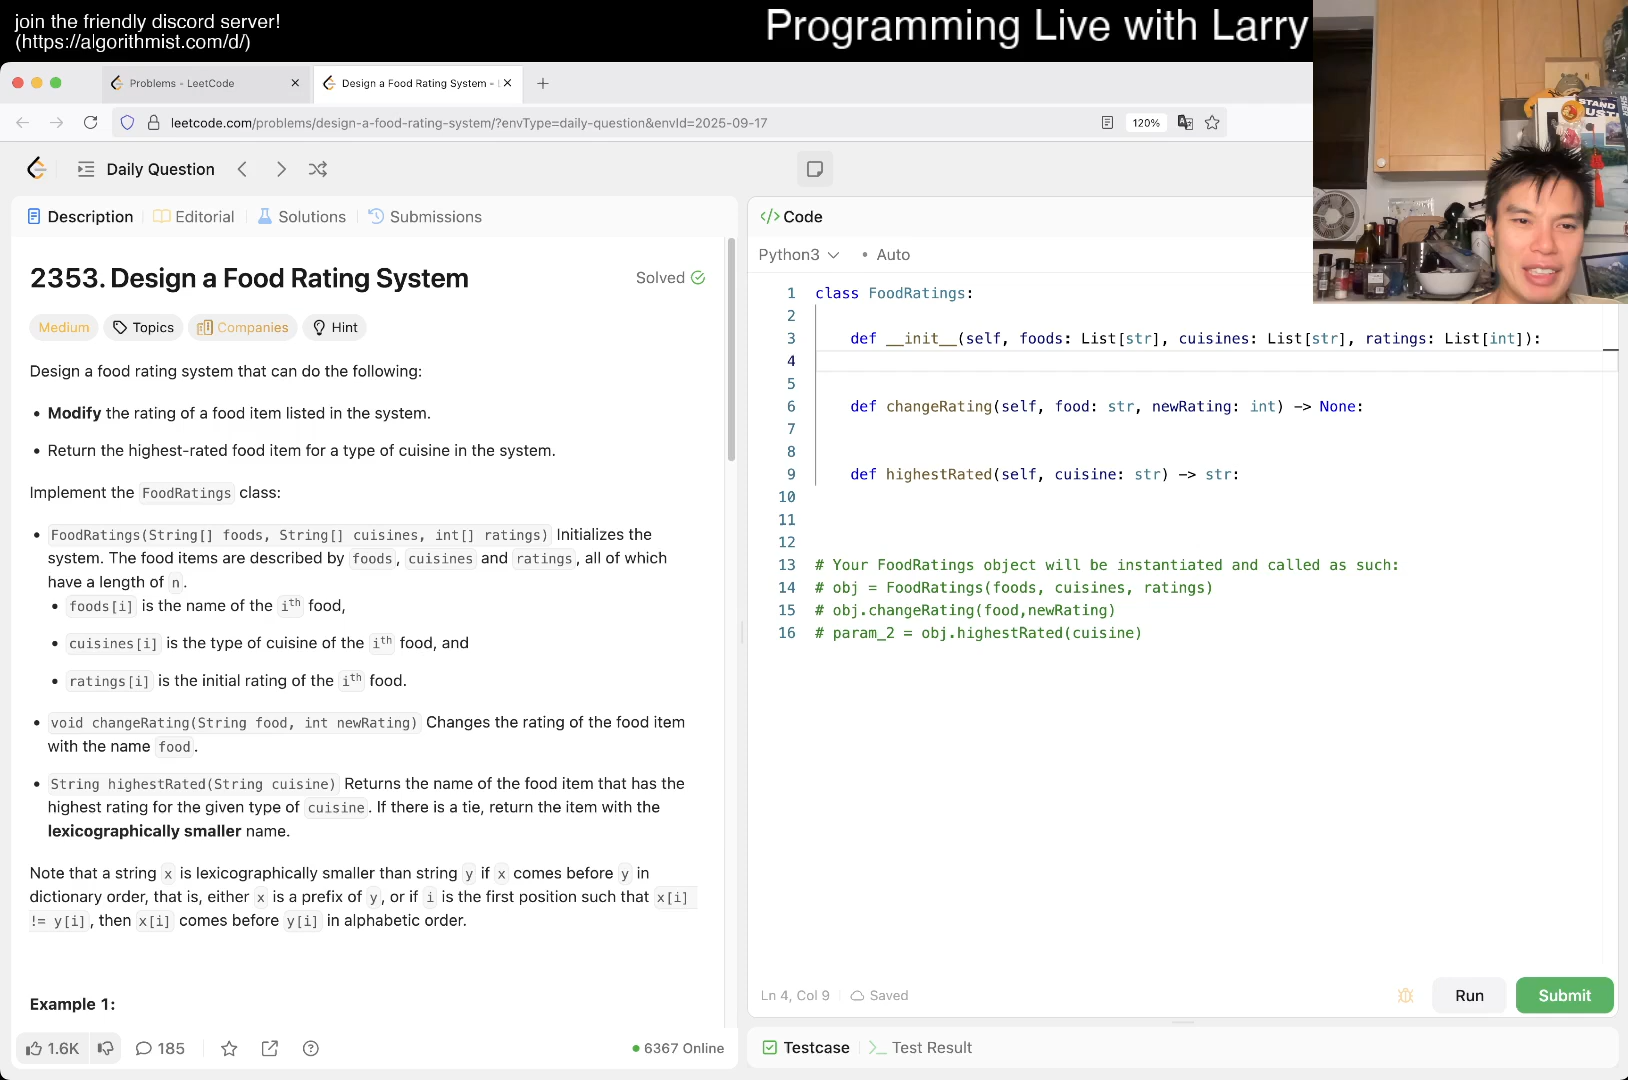 join the friendly discord server!
(https://algorithmist.com/d/)
Programming Live with Larry
Problems - LeetCode
Design a Food Rating System -
leetcode.com/problems/design-a-food-rating-system/?envType=daily-question&envId=2025-09-17
120%
Daily Question
Description
Editorial
Solutions
Submissions
2353. Design a Food Rating System
Solved
Medium
Topics
Companies
Hint
Design a food rating system that can do the following:
• Modify the rating of a food item listed in the system.
• Return the highest-rated food item for a type of cuisine in the system.
Implement the FoodRatings class:
• FoodRatings(String[] foods, String[] cuisines, int[] ratings) Initializes the
system. The food items are described by foods, cuisines and ratings, all of which
have a length of n.
• foods[i] is the name of the ith food,
• cuisines[i] is the type of cuisine of the ith food, and
• ratings[i] is the initial rating of the ith food.
• void changeRating(String food, int newRating) Changes the rating of the food item
with the name food.
• String highestRated(String cuisine) Returns the name of the food item that has the
highest rating for the given type of cuisine. If there is a tie, return the item with the
lexicographically smaller name.
Note that a string x is lexicographically smaller than string y if x comes before y in
dictionary order, that is, either x is a prefix of y, or if i is the first position such that x[i]
!= y[i], then x[i] comes before y[i] in alphabetic order.
Example 1:
1.6K
185
6367 Online
</> Code
Python3
• Auto
1 class FoodRatings:
2
3 def __init__(self, foods: List[str], cuisines: List[str], ratings: List[int]):
4
5
6 def changeRating(self, food: str, newRating: int) -> None:
7
8
9 def highestRated(self, cuisine: str) -> str:
10
11
12
13 # Your FoodRatings object will be instantiated and called as such:
14 # obj = FoodRatings(foods, cuisines, ratings)
15 # obj.changeRating(food,newRating)
16 # param_2 = obj.highestRated(cuisine)
Ln 4, Col 9
Saved
Run
Submit
Testcase
Test Result
STAND